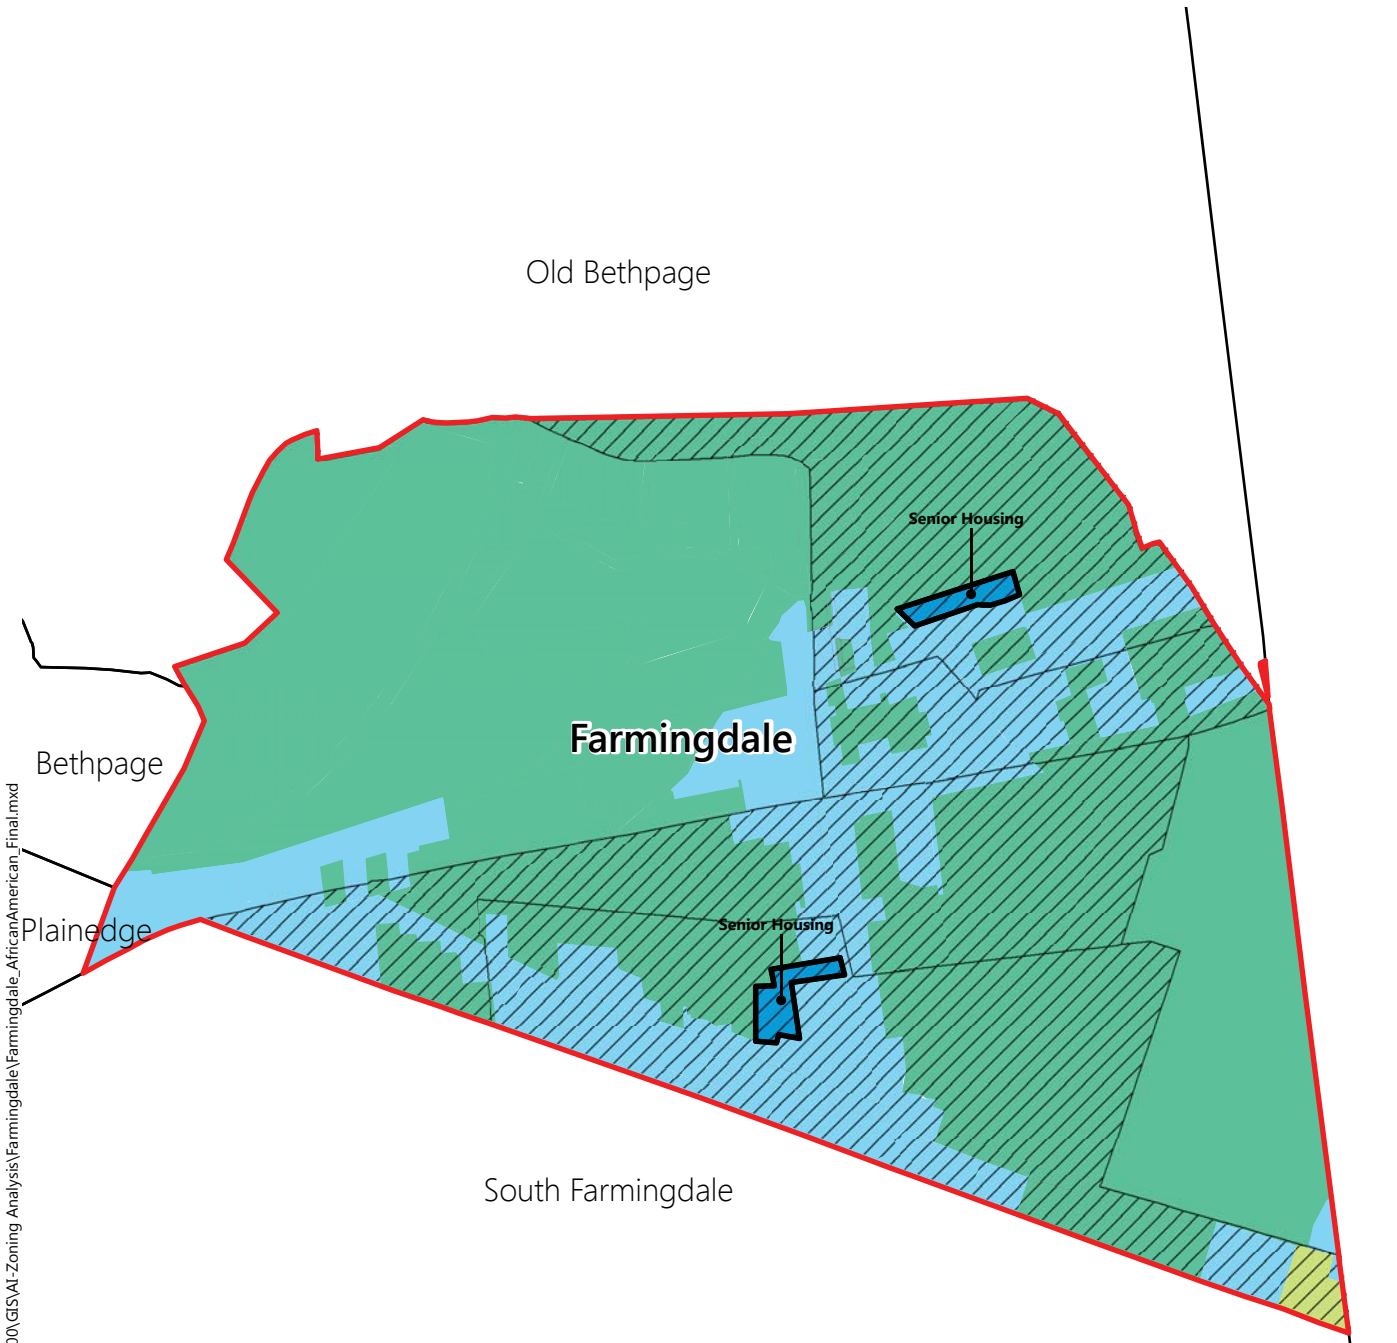 Old Bethpage
Senior Housing
Farmingdale
Bethpage
Plainedge
Senior Housing
South Farmingdale
00\GIS\AI-Zoning Analysis\Farmingdale\Farmingdale_AfricanAmerican_Final.mxd